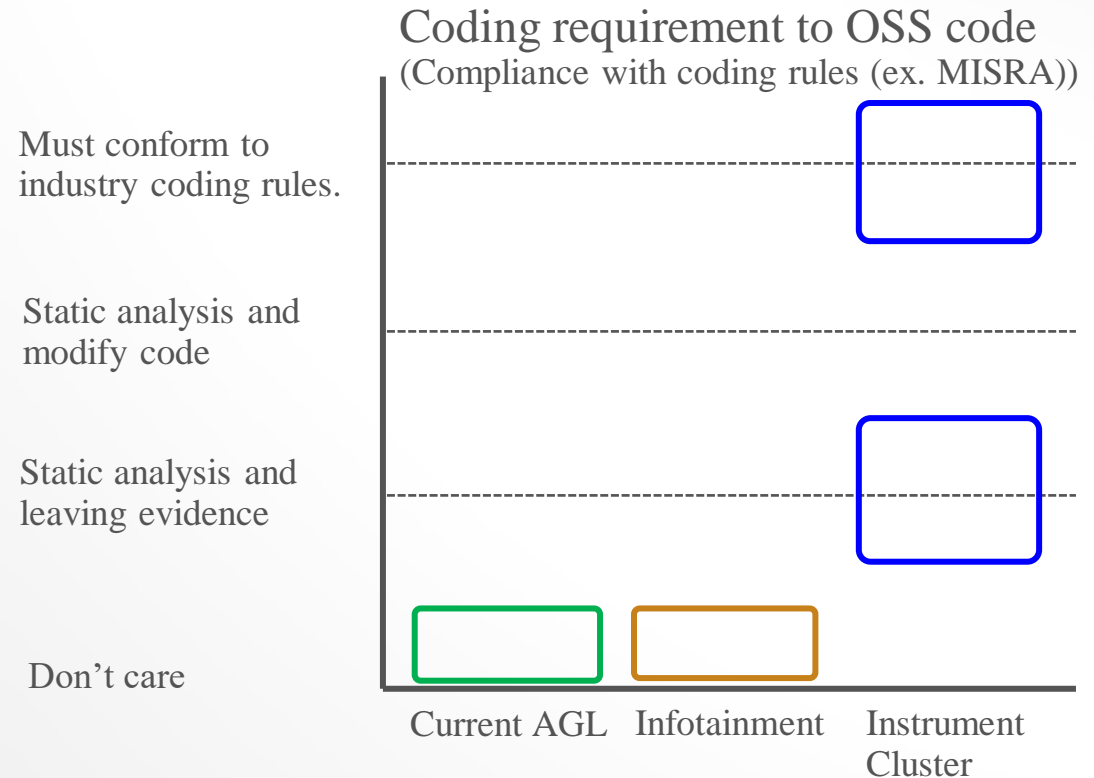 Coding requirement to OSS code
(Compliance with coding rules (ex. MISRA))
Must conform to
industry coding rules.
Static analysis and
modify code
Static analysis and
leaving evidence
Don’t care
Current AGL
Infotainment
Instrument
Cluster